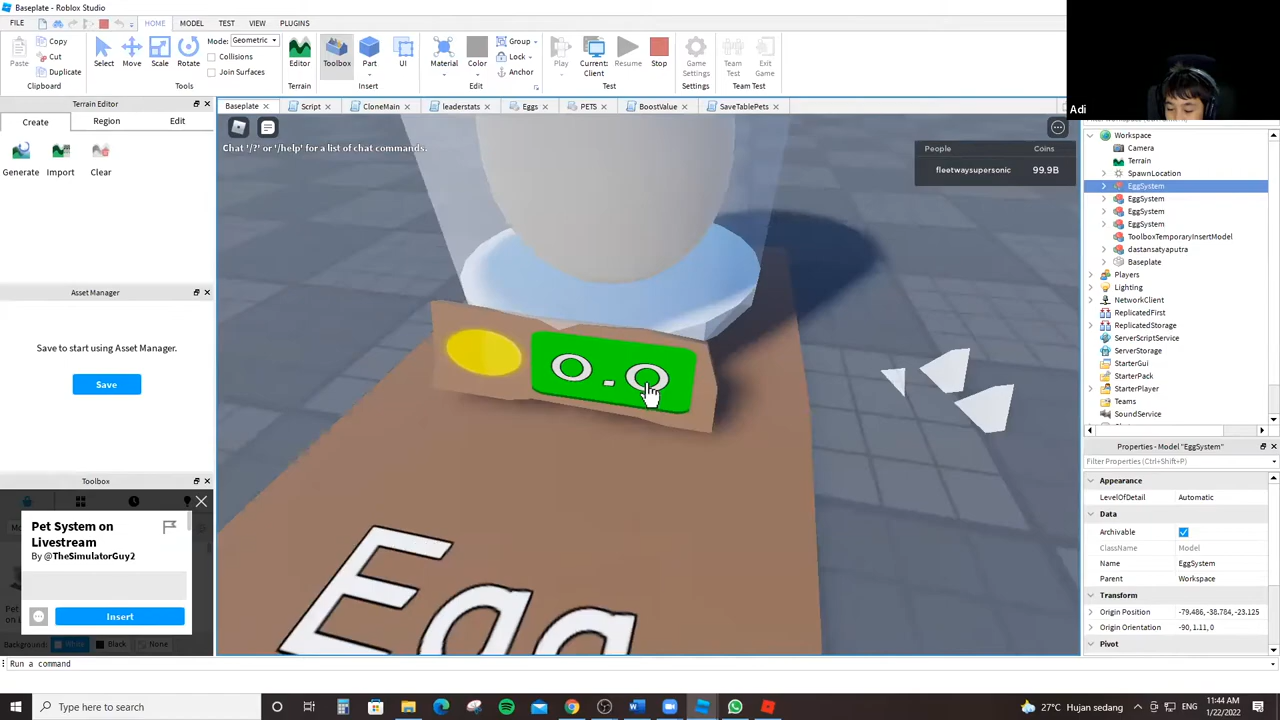 Baseplate - Roblox Studio
FILE
HOME
MODEL
TEST
VIEW
PLUGINS
Paste
Copy
Cut
Duplicate
Clipboard
Select
Move
Scale
Rotate
Mode: Geometric
Collisions
Join Surfaces
Tools
Editor
Terrain
Toolbox
Part
UI
Insert
Material
Color
Group
Lock
Anchor
Edit
Play
Current: Client
Resume
Stop
Test
Game Settings
Settings
Team Test
Exit Game
Team Test
Adi
Terrain Editor
Create
Region
Edit
Generate
Import
Clear
Asset Manager
Save to start using Asset Manager.
Save
Toolbox
Pet System on
Livestream
By @TheSimulatorGuy2
Insert
Background: White Black None
Baseplate
Script
CloneMain
leaderstats
Eggs
PETS
BoostValue
SaveTablePets
Chat '/?' or '/help' for a list of chat commands.
People
Coins
fleetwaysupersonic
99.9B
O.O
Egg
Workspace
Camera
Terrain
SpawnLocation
EggSystem
EggSystem
EggSystem
EggSystem
ToolboxTemporaryInsertModel
dastansatyaputra
Baseplate
Players
Lighting
NetworkClient
ReplicatedFirst
ReplicatedStorage
ServerScriptService
ServerStorage
StarterGui
StarterPack
StarterPlayer
Teams
SoundService
Properties - Model "EggSystem"
Filter Properties (Ctrl+Shift+P)
Appearance
LevelOfDetail Automatic
Data
Archivable
ClassName Model
Name EggSystem
Parent Workspace
Transform
Origin Position -79.486, -38.784, -23.125
Origin Orientation -90, 1.11, 0
Pivot
Run a command
Type here to search
27°C Hujan sedang
11:44 AM
1/22/2022